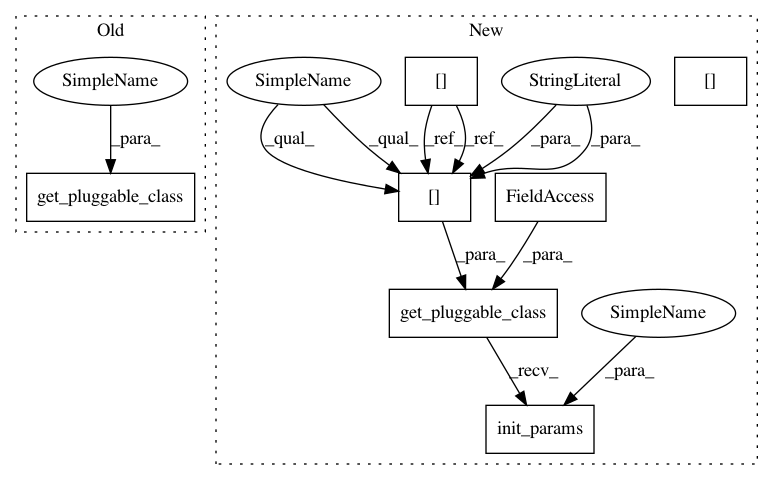 Old
New
SimpleName
SimpleName
[]
StringLiteral
[]
_para_
_qual_
_qual_
_ref_
_ref_
_para_
_para_
get_pluggable_class
[]
FieldAccess
_para_
_para_
get_pluggable_class
SimpleName
_recv_
_para_
init_params